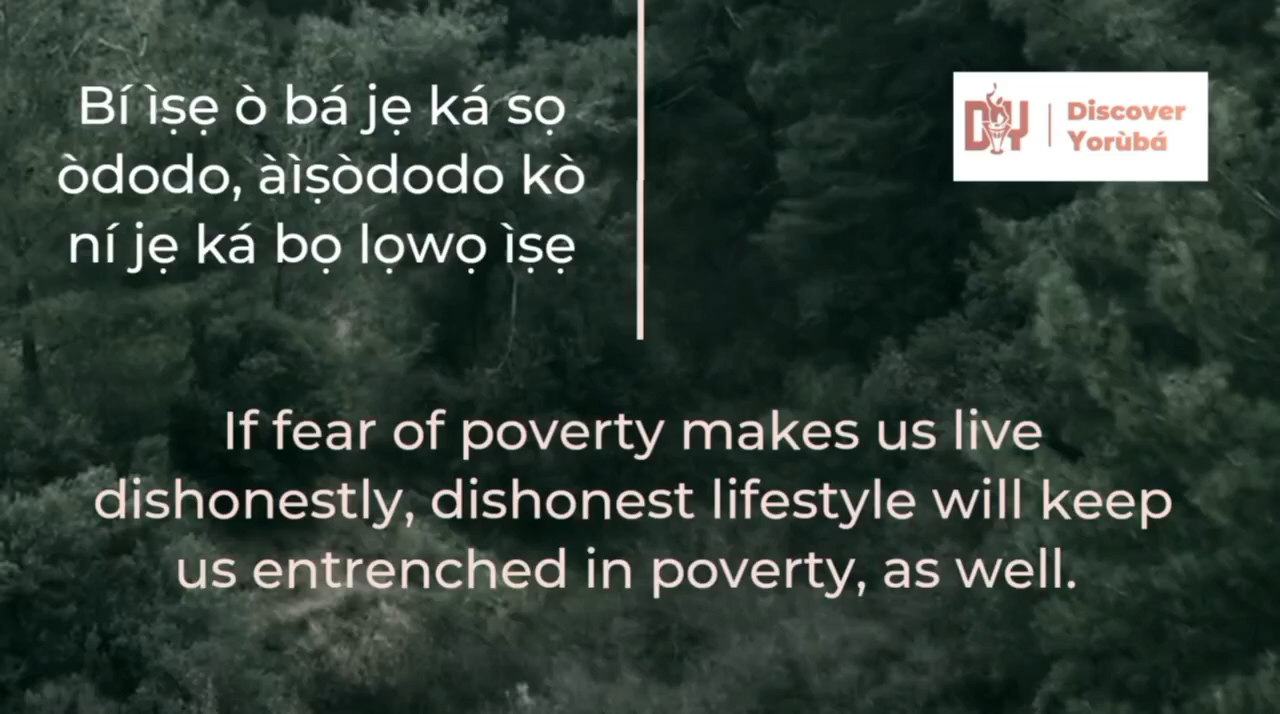 Bí ìṣẹ ò bá jẹ ká sọ
òdodo, àìṣòdodo kò
ní jẹ ká bọ lọwọ ìṣẹ
DY | Discover
Yorùbá
If fear of poverty makes us live
dishonestly, dishonest lifestyle will keep
us entrenched in poverty, as well.